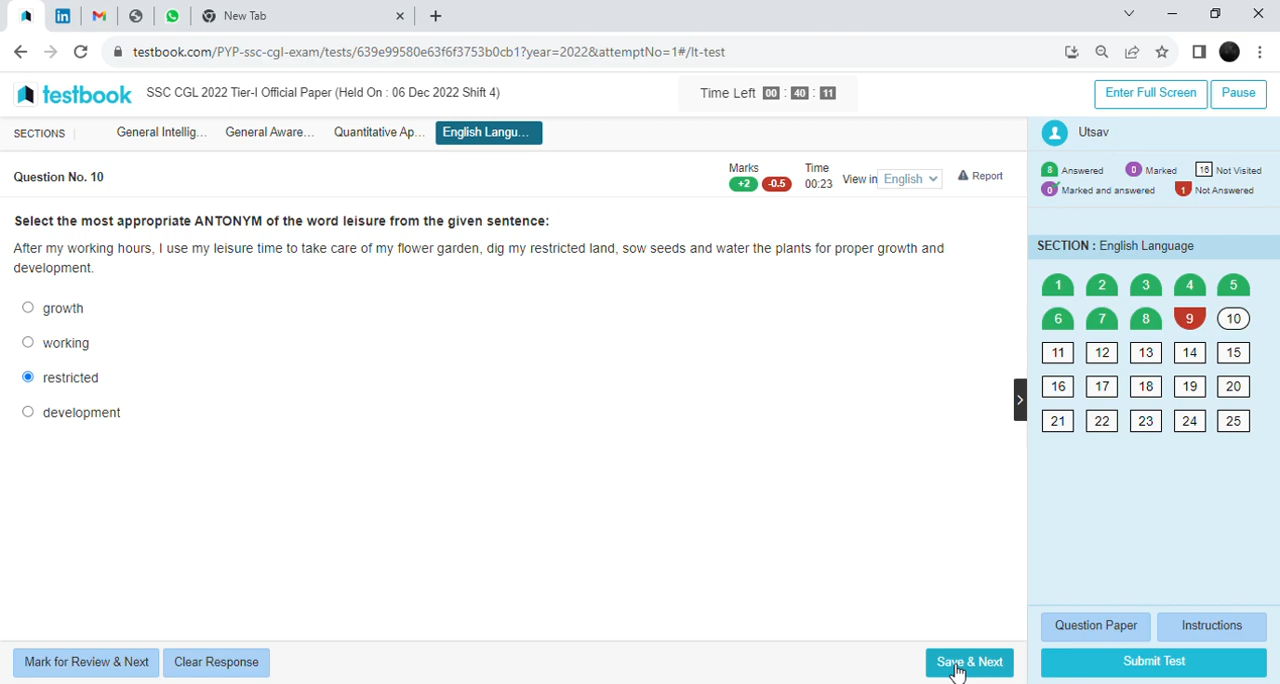 New Tab
testbook.com/PYP-ssc-cgl-exam/tests/639e99580e63f6f3753b0cb1?year=2022&attemptNo=1#/lt-test
testbook SSC CGL 2022 Tier-I Official Paper (Held On : 06 Dec 2022 Shift 4) Time Left 00 : 40 : 11 Enter Full Screen Pause
SECTIONS General Intellig... General Aware... Quantitative Ap... English Langu... Utsav
Question No. 10 Marks +2 -0.5 Time 00:23 View in English Report
8 Answered 0 Marked 16 Not Visited
0 Marked and answered 1 Not Answered
Select the most appropriate ANTONYM of the word leisure from the given sentence:
After my working hours, I use my leisure time to take care of my flower garden, dig my restricted land, sow seeds and water the plants for proper growth and
development.
growth
working
restricted
development
SECTION : English Language
1 2 3 4 5
6 7 8 9 10
11 12 13 14 15
16 17 18 19 20
21 22 23 24 25
Question Paper Instructions
Mark for Review & Next Clear Response Save & Next Submit Test